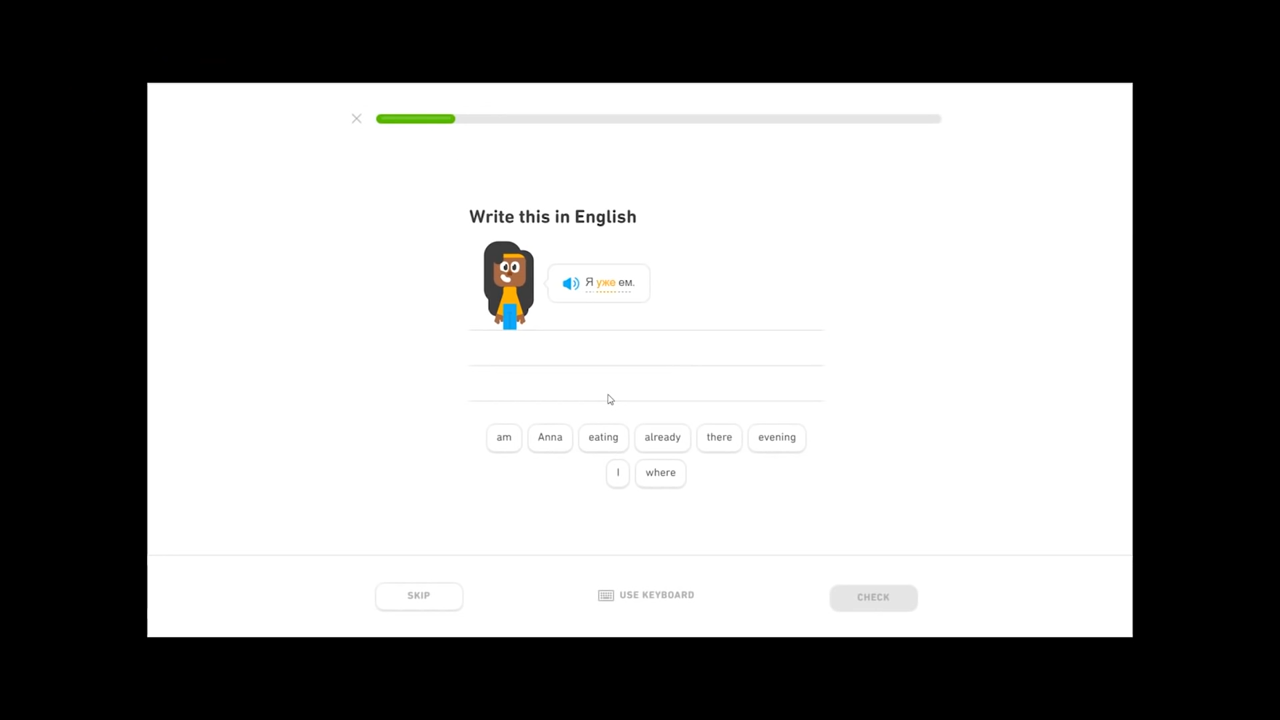 Write this in English
Я уже ем.
am Anna eating already there evening
I where
SKIP USE KEYBOARD CHECK